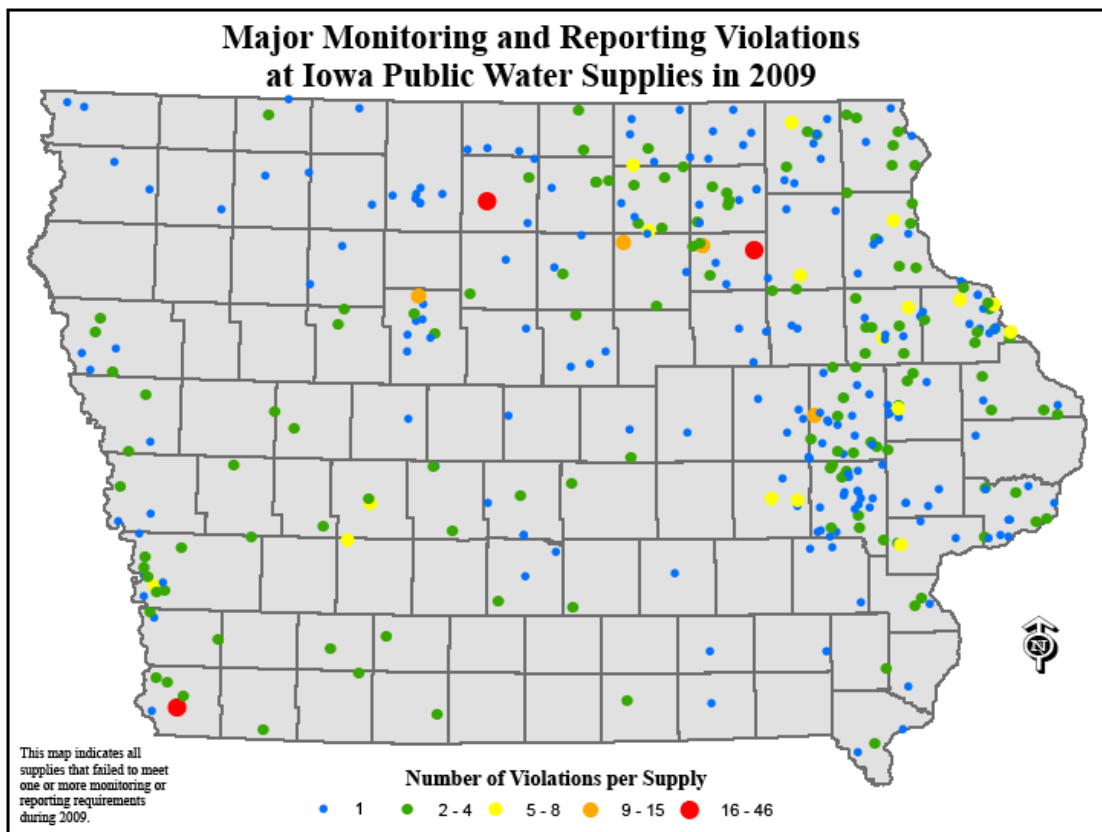 Major Monitoring and Reporting Violations
at Iowa Public Water Supplies in 2009
N
This map indicates all
supplies that failed to meet
one or more monitoring or
reporting requirements
during 2009.
Number of Violations per Supply
1 2 - 4 5 - 8 9 - 15 16 - 46